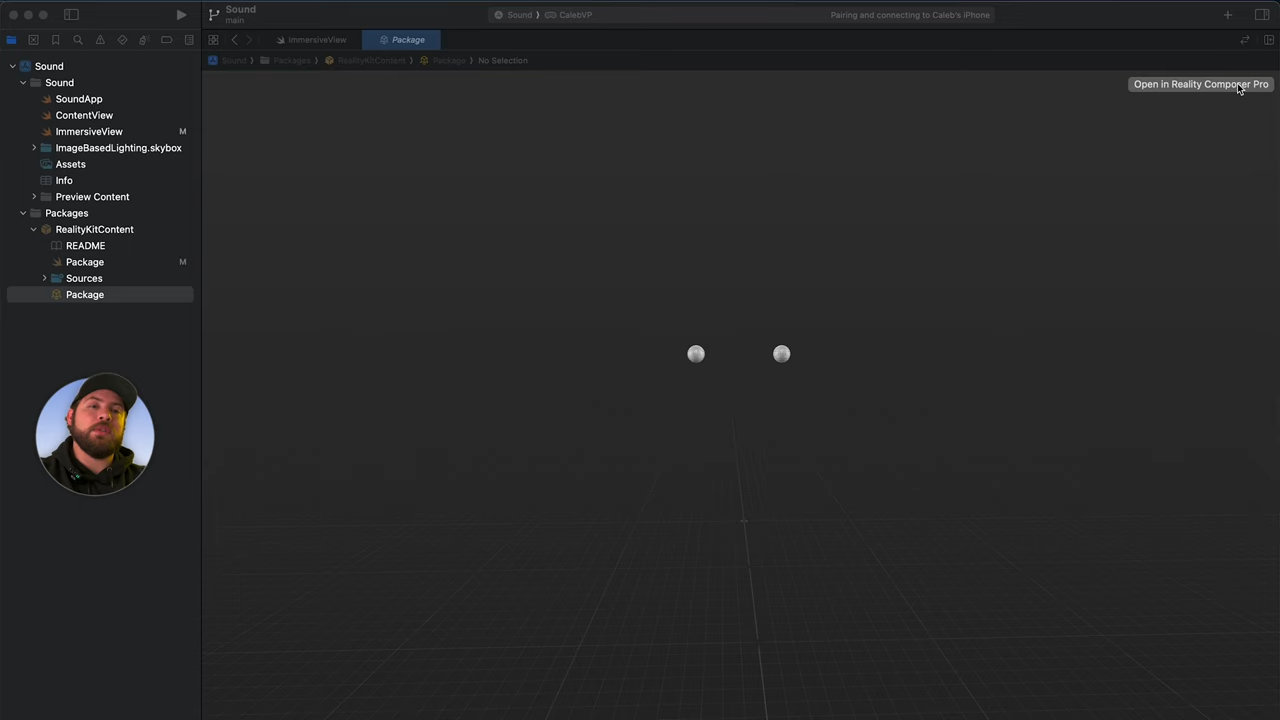 Sound
main
Sound 〉 CalebVP
Pairing and connecting to Caleb's iPhone
ImmersiveView
Package
Sound 〉 Packages 〉 RealityKitContent 〉 Package 〉 No Selection
Open in Reality Composer Pro
Sound
Sound
SoundApp
ContentView
ImmersiveView M
ImageBasedLighting.skybox
Assets
Info
Preview Content
Packages
RealityKitContent
README
Package M
Sources
Package